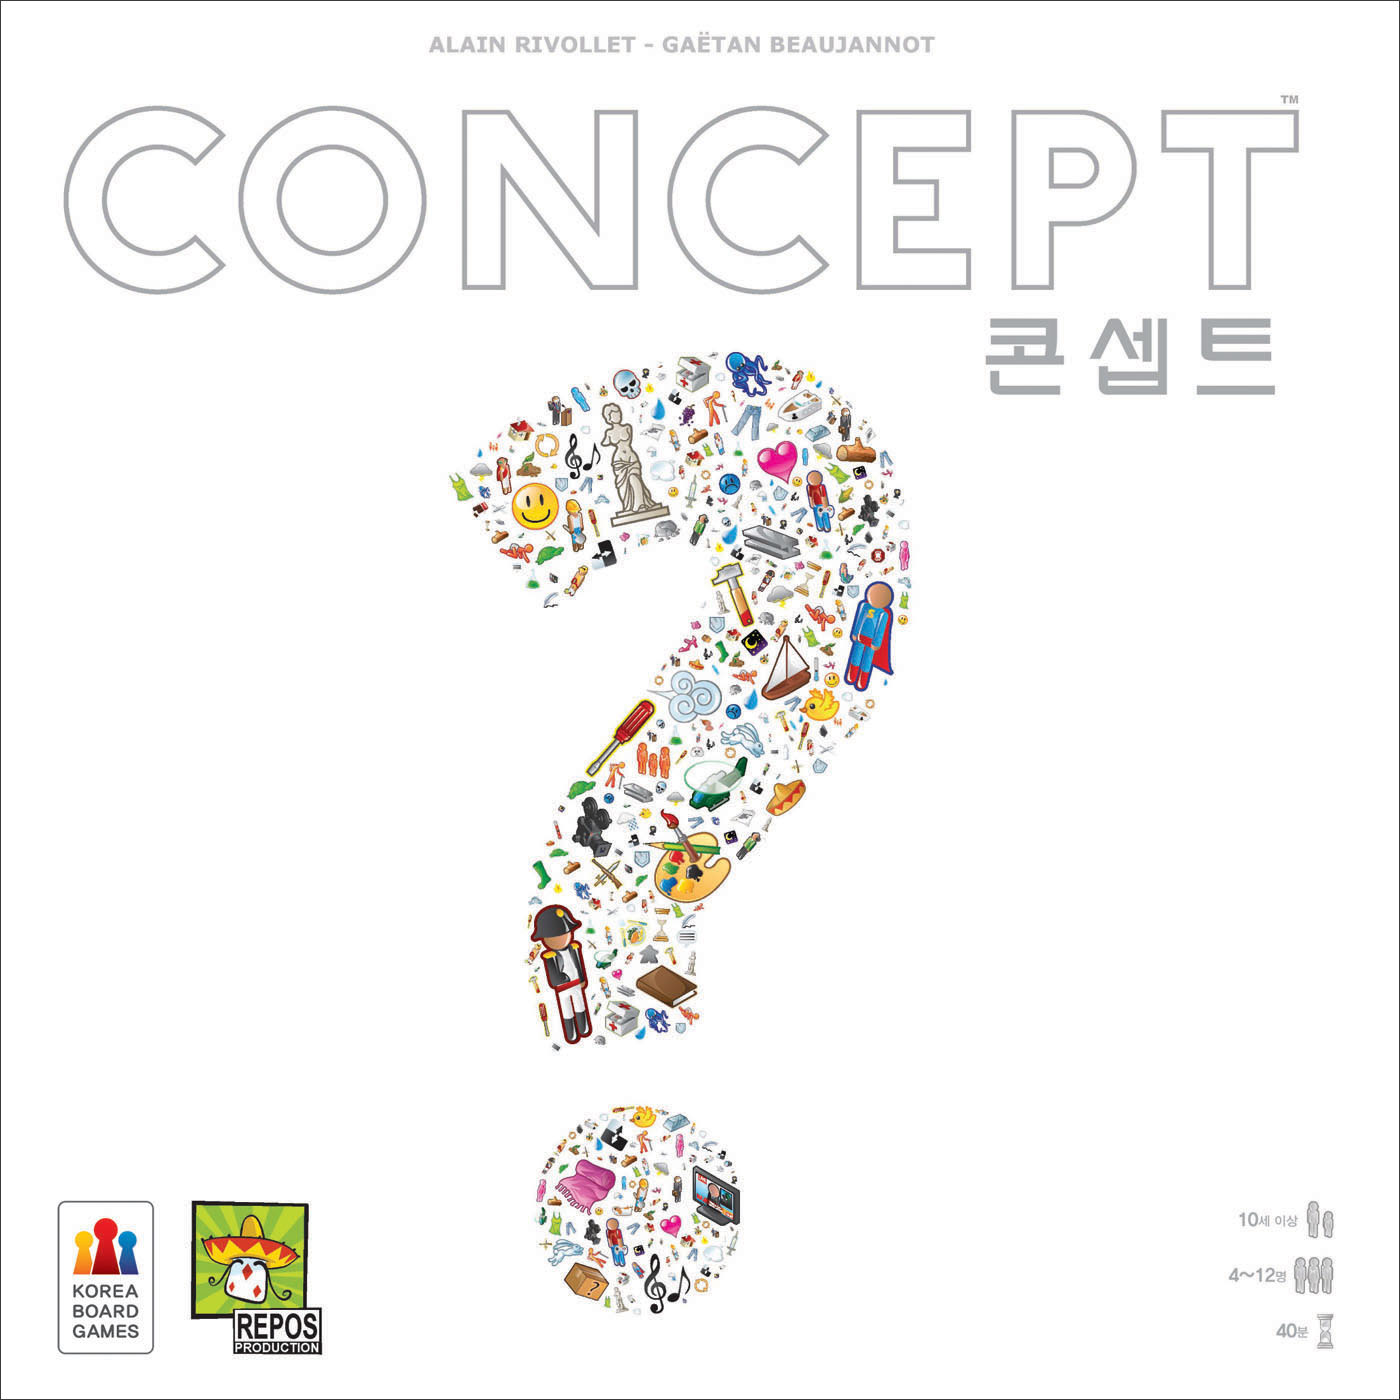 ALAIN RIVOLLET - GAËTAN BEAUJANNOT
CONCEPT™
콘셉트
10세 이상
4~12명
40분
KOREA
BOARD
GAMES
REPOS
PRODUCTION
?